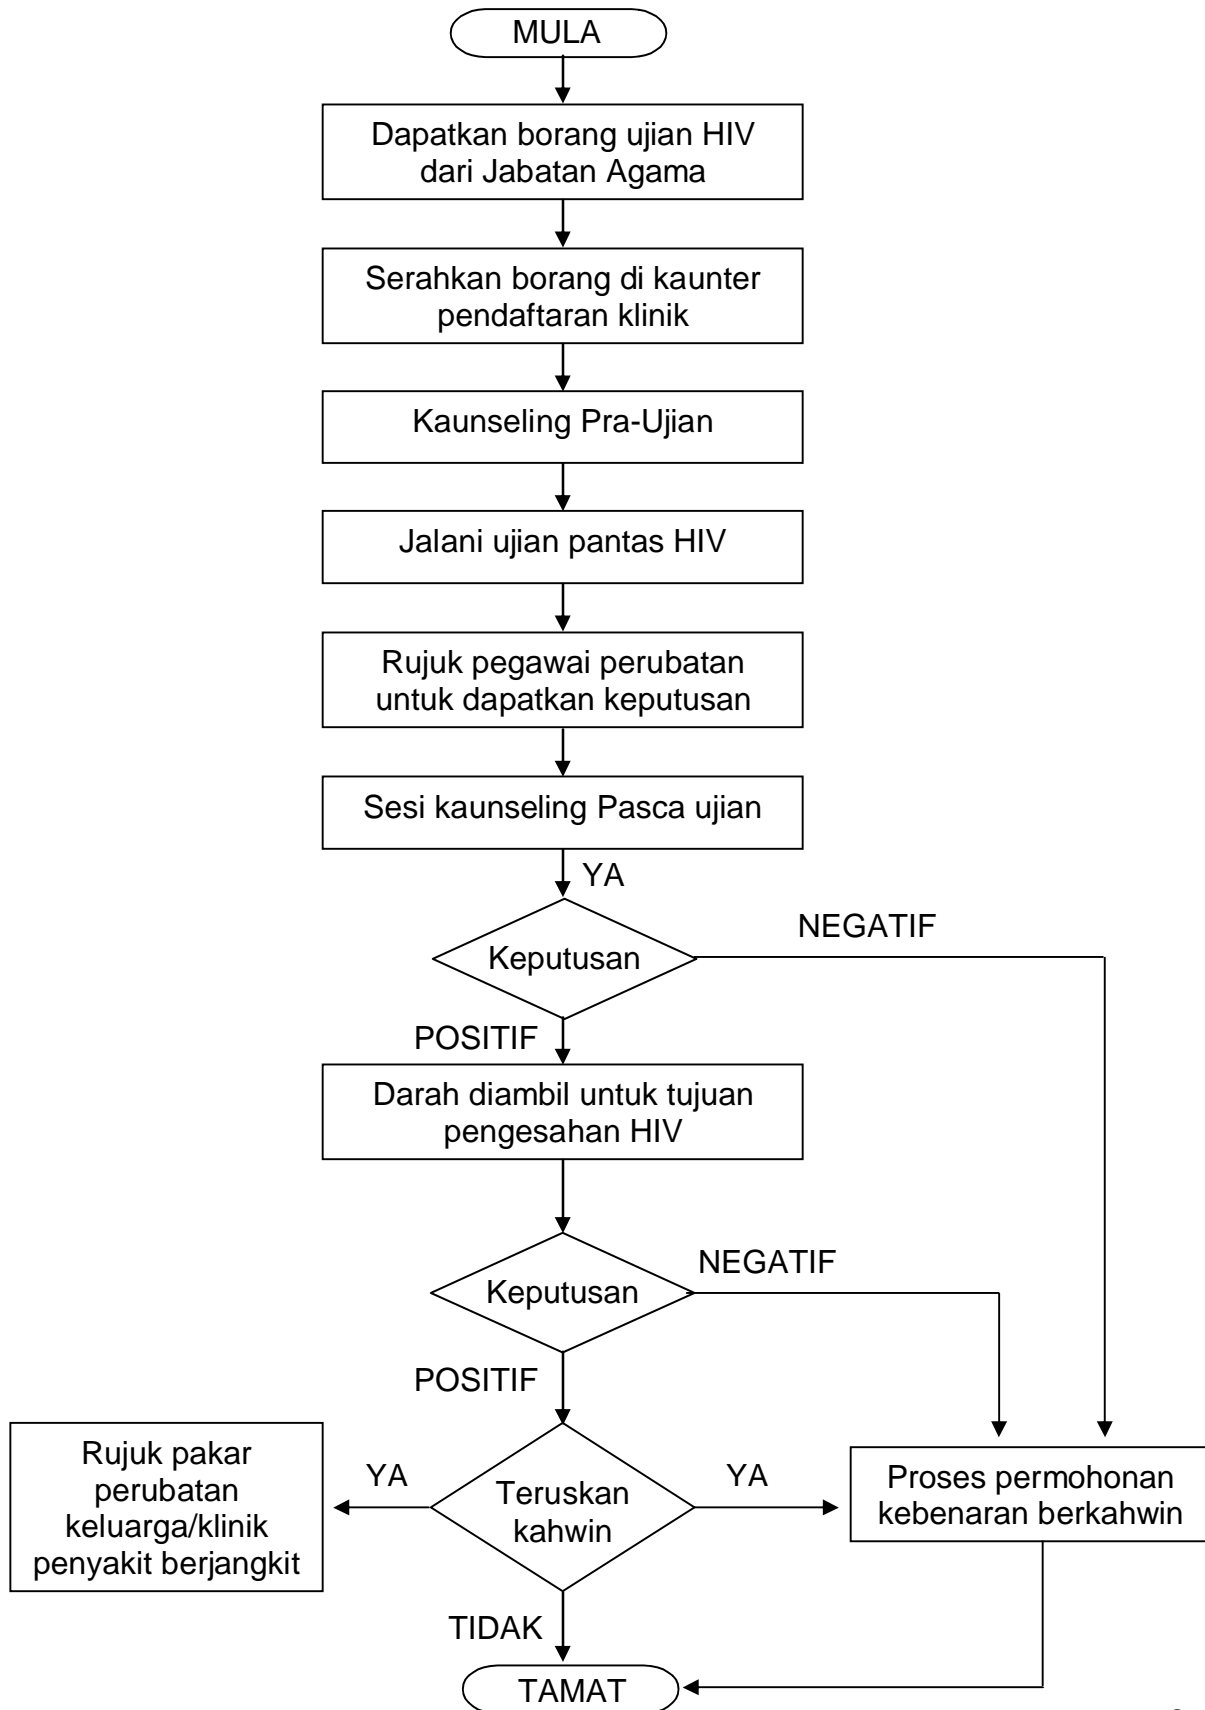 MULA
Dapatkan borang ujian HIV
dari Jabatan Agama
Serahkan borang di kaunter
pendaftaran klinik
Kaunseling Pra-Ujian
Jalani ujian pantas HIV
Rujuk pegawai perubatan
untuk dapatkan keputusan
Sesi kaunseling Pasca ujian
YA
NEGATIF
Keputusan
POSITIF
Darah diambil untuk tujuan
pengesahan HIV
NEGATIF
Keputusan
POSITIF
Rujuk pakar
perubatan
keluarga/klinik
penyakit berjangkit
YA
Teruskan
kahwin
YA
Proses permohonan
kebenaran berkahwin
TIDAK
TAMAT